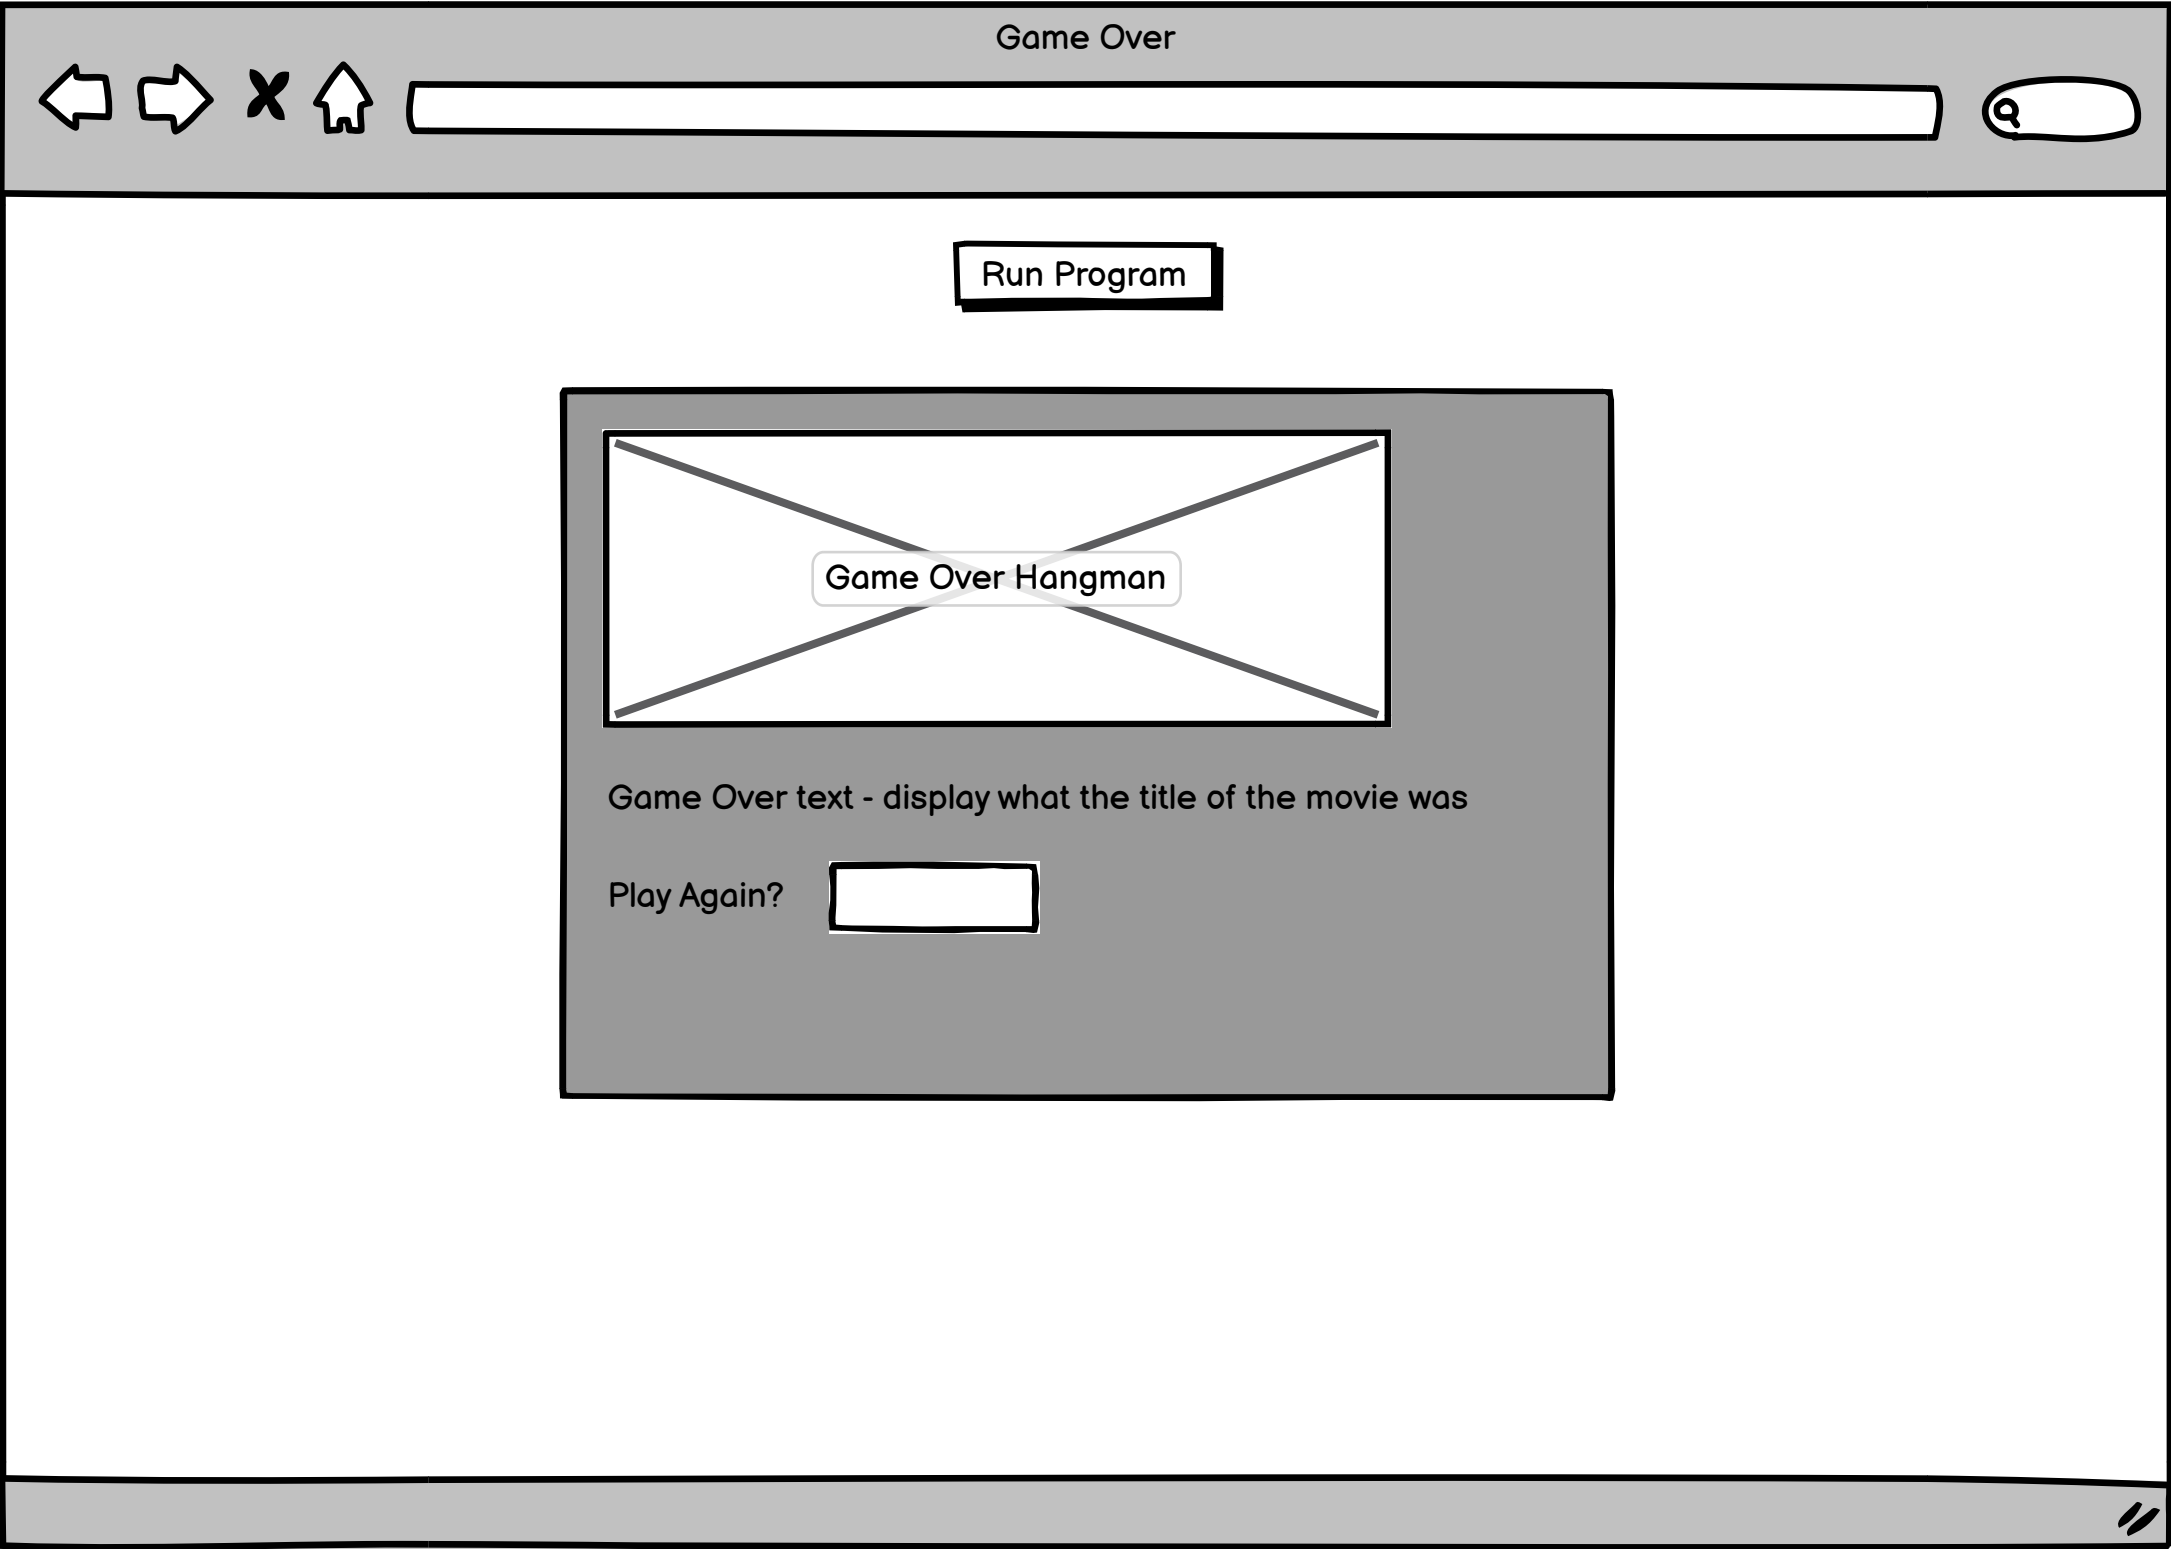 Game Over
Run Program
Game Over Hangman
Game Over text - display what the title of the movie was
Play Again?